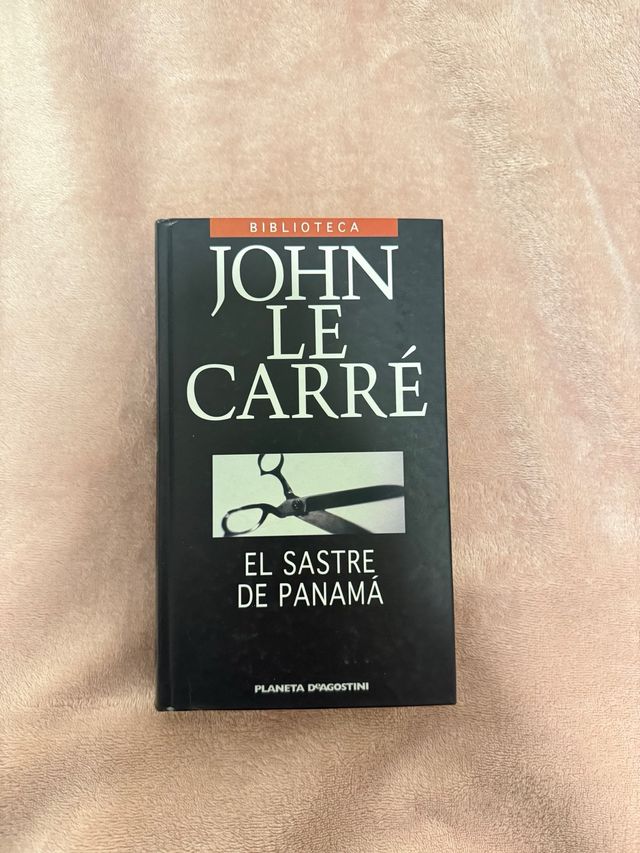 BIBLIOTECA
JOHN
LE
CARRÉ
EL SASTRE
DE PANAMÁ
PLANETA DeAGOSTINI